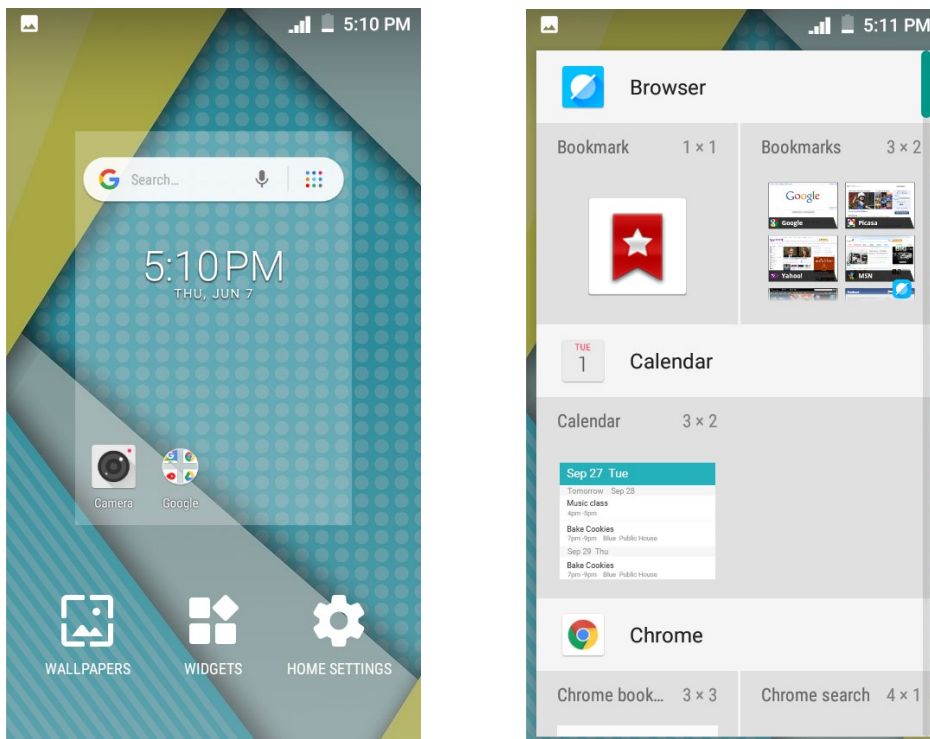 5:10 PM
Search...
5:10 PM
THU, JUN 7
Camera Google
WALLPAPERS WIDGETS HOME SETTINGS
5:11 PM
Browser
Bookmark 1 × 1 Bookmarks 3 × 2
Google
Google Picasa
Yahoo! MSN
TUE
1
Calendar
Calendar 3 × 2
Sep 27 Tue
Tomorrow Sep 28
Music class
4pm-5pm
Bake Cookies
7pm-9pm Blue Public House
Sep 29 Thu
Bake Cookies
7pm-9pm Blue Public House
Chrome
Chrome book... 3 × 3 Chrome search 4 × 1